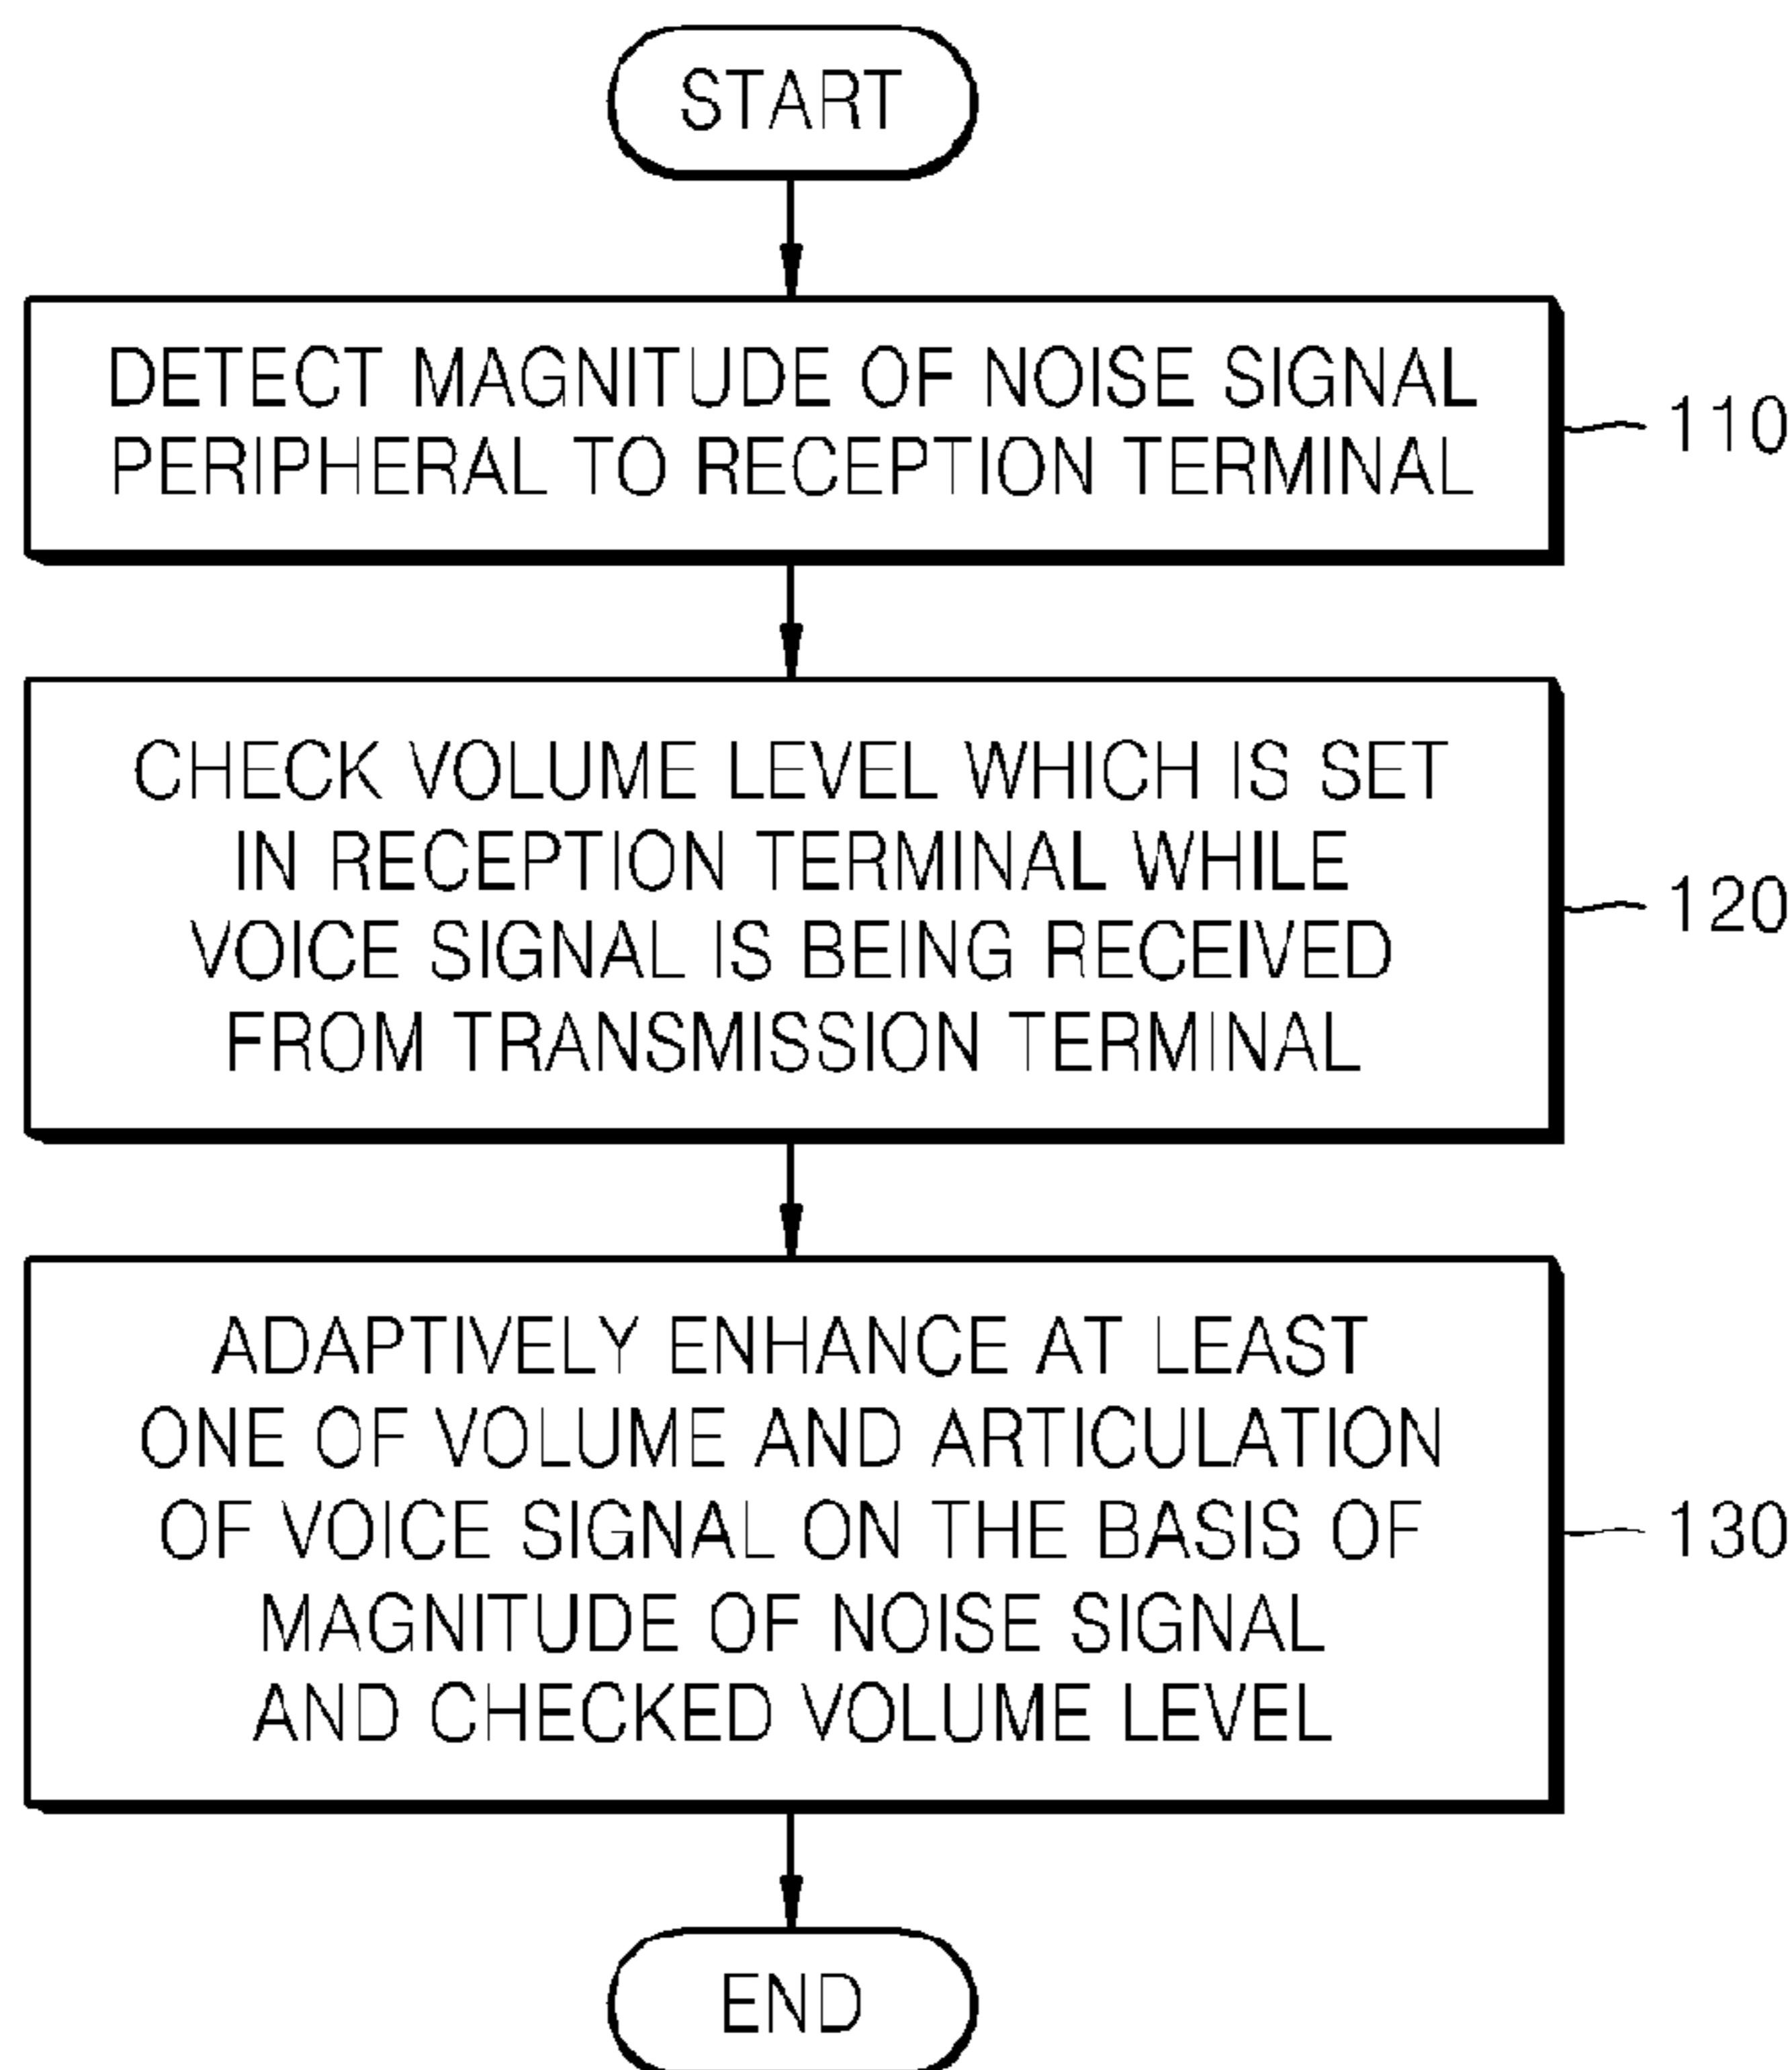 START
DETECT MAGNITUDE OF NOISE SIGNAL
PERIPHERAL TO RECEPTION TERMINAL
110
CHECK VOLUME LEVEL WHICH IS SET
IN RECEPTION TERMINAL WHILE
VOICE SIGNAL IS BEING RECEIVED
FROM TRANSMISSION TERMINAL
120
ADAPTIVELY ENHANCE AT LEAST
ONE OF VOLUME AND ARTICULATION
OF VOICE SIGNAL ON THE BASIS OF
MAGNITUDE OF NOISE SIGNAL
AND CHECKED VOLUME LEVEL
130
END